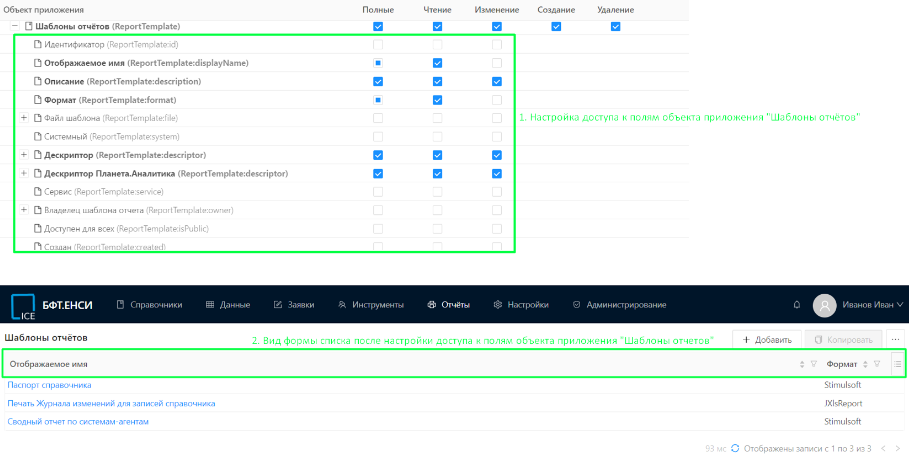 Объект приложения Полные Чтение Изменение Создание Удаление
Шаблоны отчётов (ReportTemplate)
Идентификатор (ReportTemplate:id)
Отображаемое имя (ReportTemplate:displayName)
Описание (ReportTemplate:description)
Формат (ReportTemplate:format)
Файл шаблона (ReportTemplate:file)
1. Настройка доступа к полям объекта приложения "Шаблоны отчётов"
Системный (ReportTemplate:system)
Дескриптор (ReportTemplate:descriptor)
Дескриптор Планета.Аналитика (ReportTemplate:descriptor)
Сервис (ReportTemplate:service)
Владелец шаблона отчета (ReportTemplate:owner)
Доступен для всех (ReportTemplate:isPublic)
Создан (ReportTemplate:created)
ICE БФТ.ЕНСИ Справочники Данные Заявки Инструменты Отчёты Настройки Администрирование Иванов Иван
Шаблоны отчётов
2. Вид формы списка после настройки доступа к полям объекта приложения "Шаблоны отчетов"
+ Добавить Копировать ...
Отображаемое имя Формат
Паспорт справочника Stimulsoft
Печать Журнала изменений для записей справочника JXlsReport
Сводный отчет по системам-агентам Stimulsoft
93 мс Отображены записи с 1 по 3 из 3